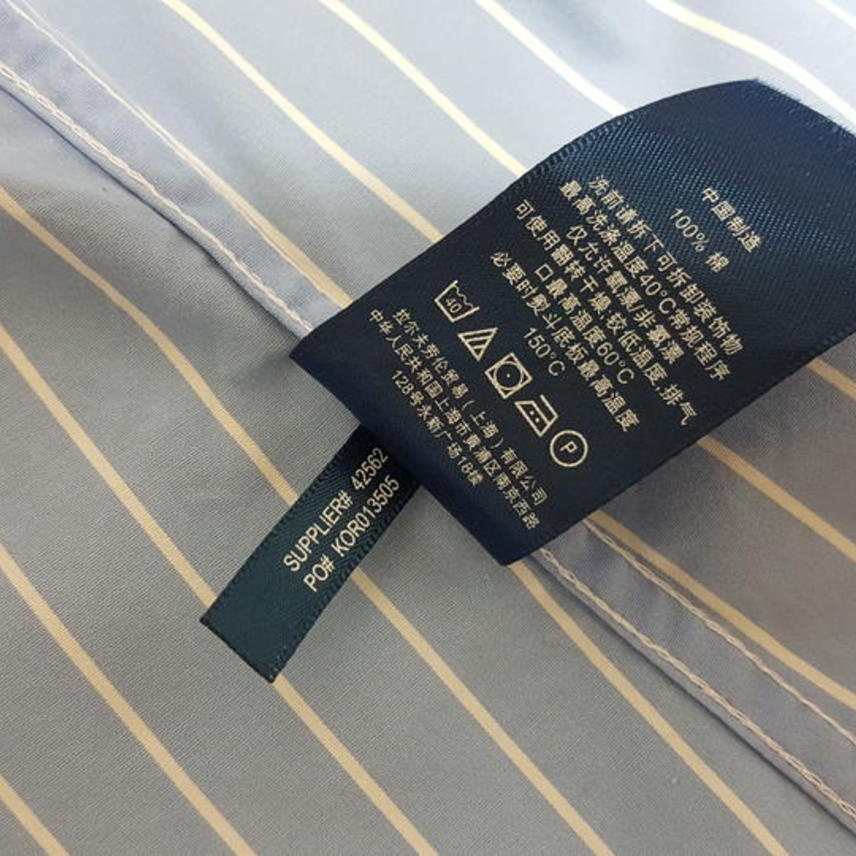 中国制造
100% 棉
洗前请拆下可拆卸装饰物
最高洗涤温度40°C常规程序
仅允许氧漂/非氯漂
可使用翻转干燥,较低温度,排气
口最高温度60°C
必要时熨斗底板最高温度
150°C
40
P
拉尔夫劳伦贸易(上海)有限公司
中华人民共和国上海市黄浦区南京西路
128号永新广场18楼
SUPPLIER# 42562
PO# KOR013505